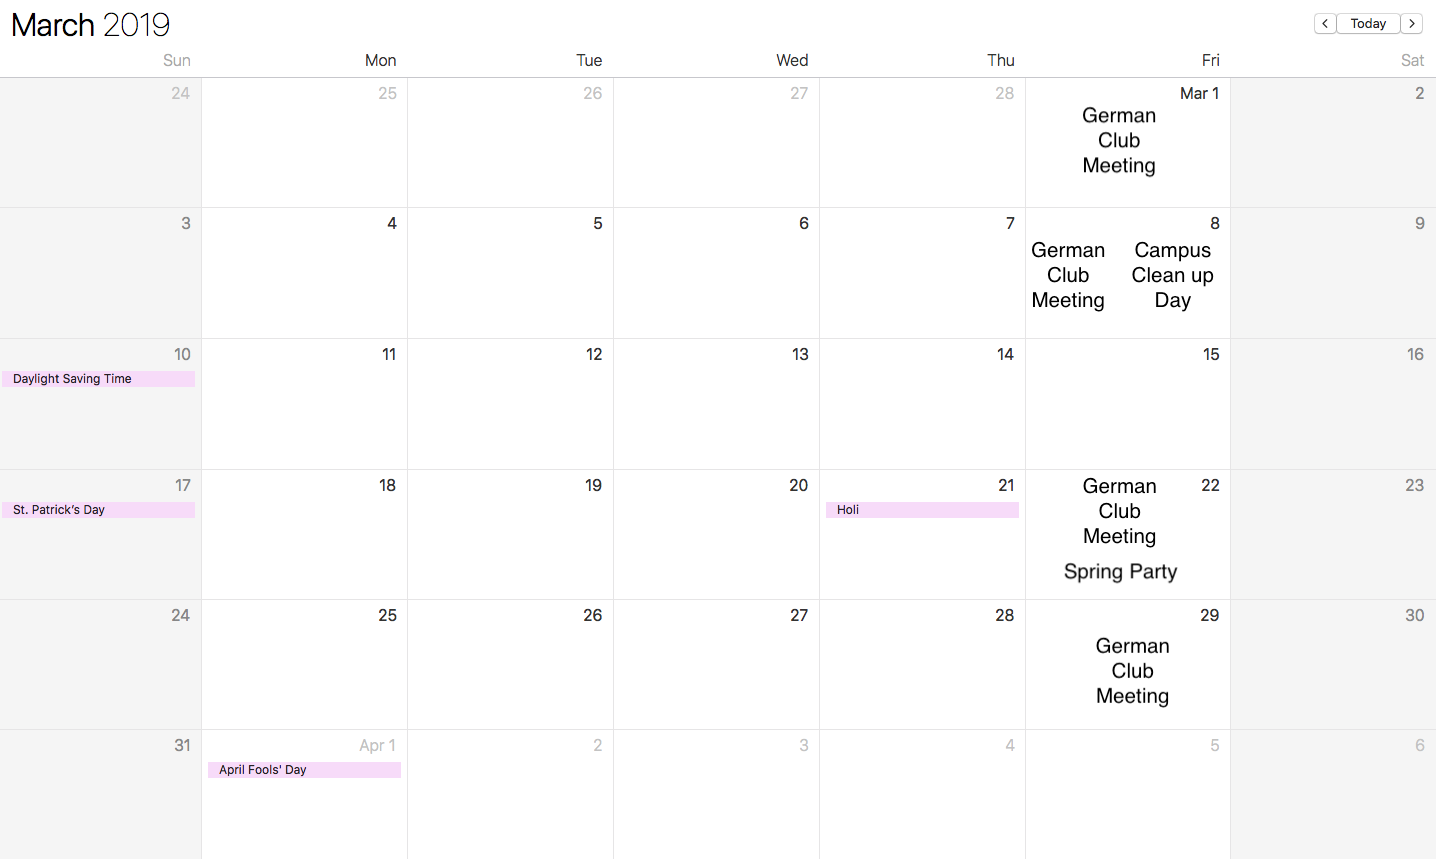 March 2019
< Today >
Sun Mon Tue Wed Thu Fri Sat
24 25 26 27 28 Mar 1 2
German
Club
Meeting
3 4 5 6 7 8 9
German Campus
Club Clean up
Meeting Day
10 11 12 13 14 15 16
Daylight Saving Time
17 18 19 20 21 22 23
St. Patrick’s Day
Holi
German
Club
Meeting
Spring Party
24 25 26 27 28 29 30
German
Club
Meeting
31 Apr 1 2 3 4 5 6
April Fools' Day